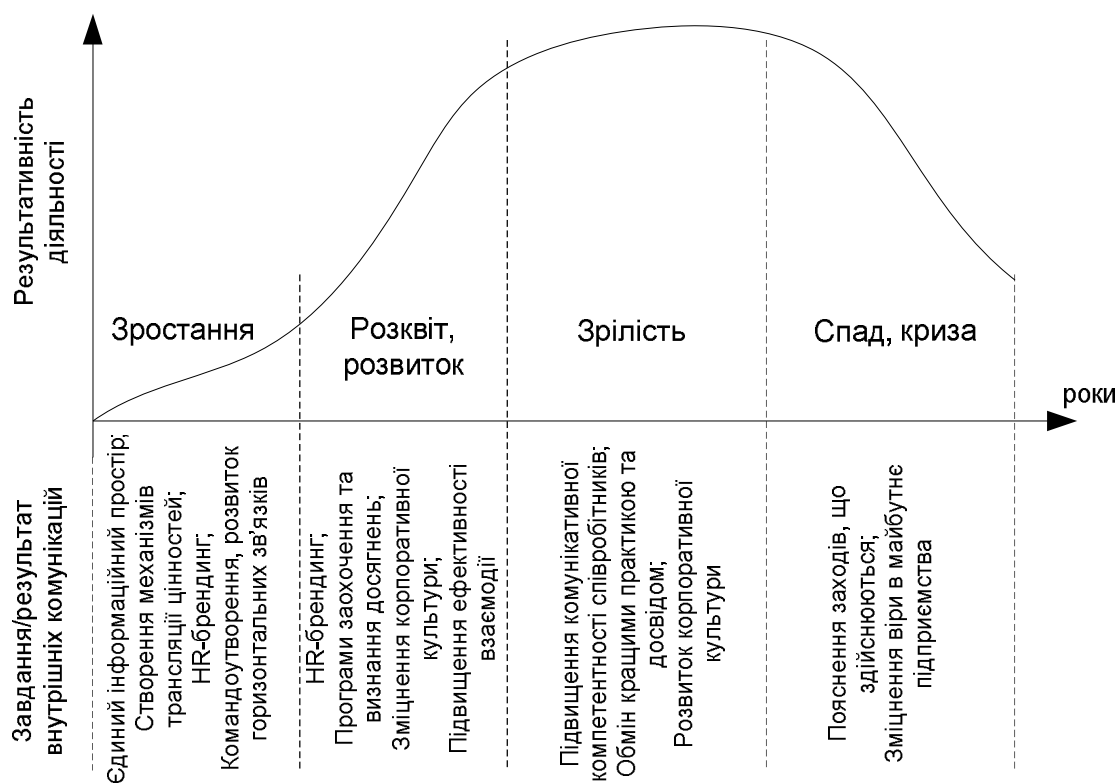 Результативність
діяльності
Зростання
Розквіт,
розвиток
Зрілість
Спад, криза
роки
Завдання/результат
внутрішніх комунікацій
Єдиний інформаційний простір;
Створення механізмів
трансляції цінностей;
HR-брендинг;
Командоутворення, розвиток
горизонтальних зв’язків
HR-брендинг;
Програми заохочення та
визнання досягнень;
Зміцнення корпоративної
культури;
Підвищення ефективності
взаємодії
Підвищення комунікативної
компетентності співробітників;
Обмін кращими практикою та
досвідом;
Розвиток корпоративної
культури
Пояснення заходів, що
здійснюються;
Зміцнення віри в майбутнє
підприємства